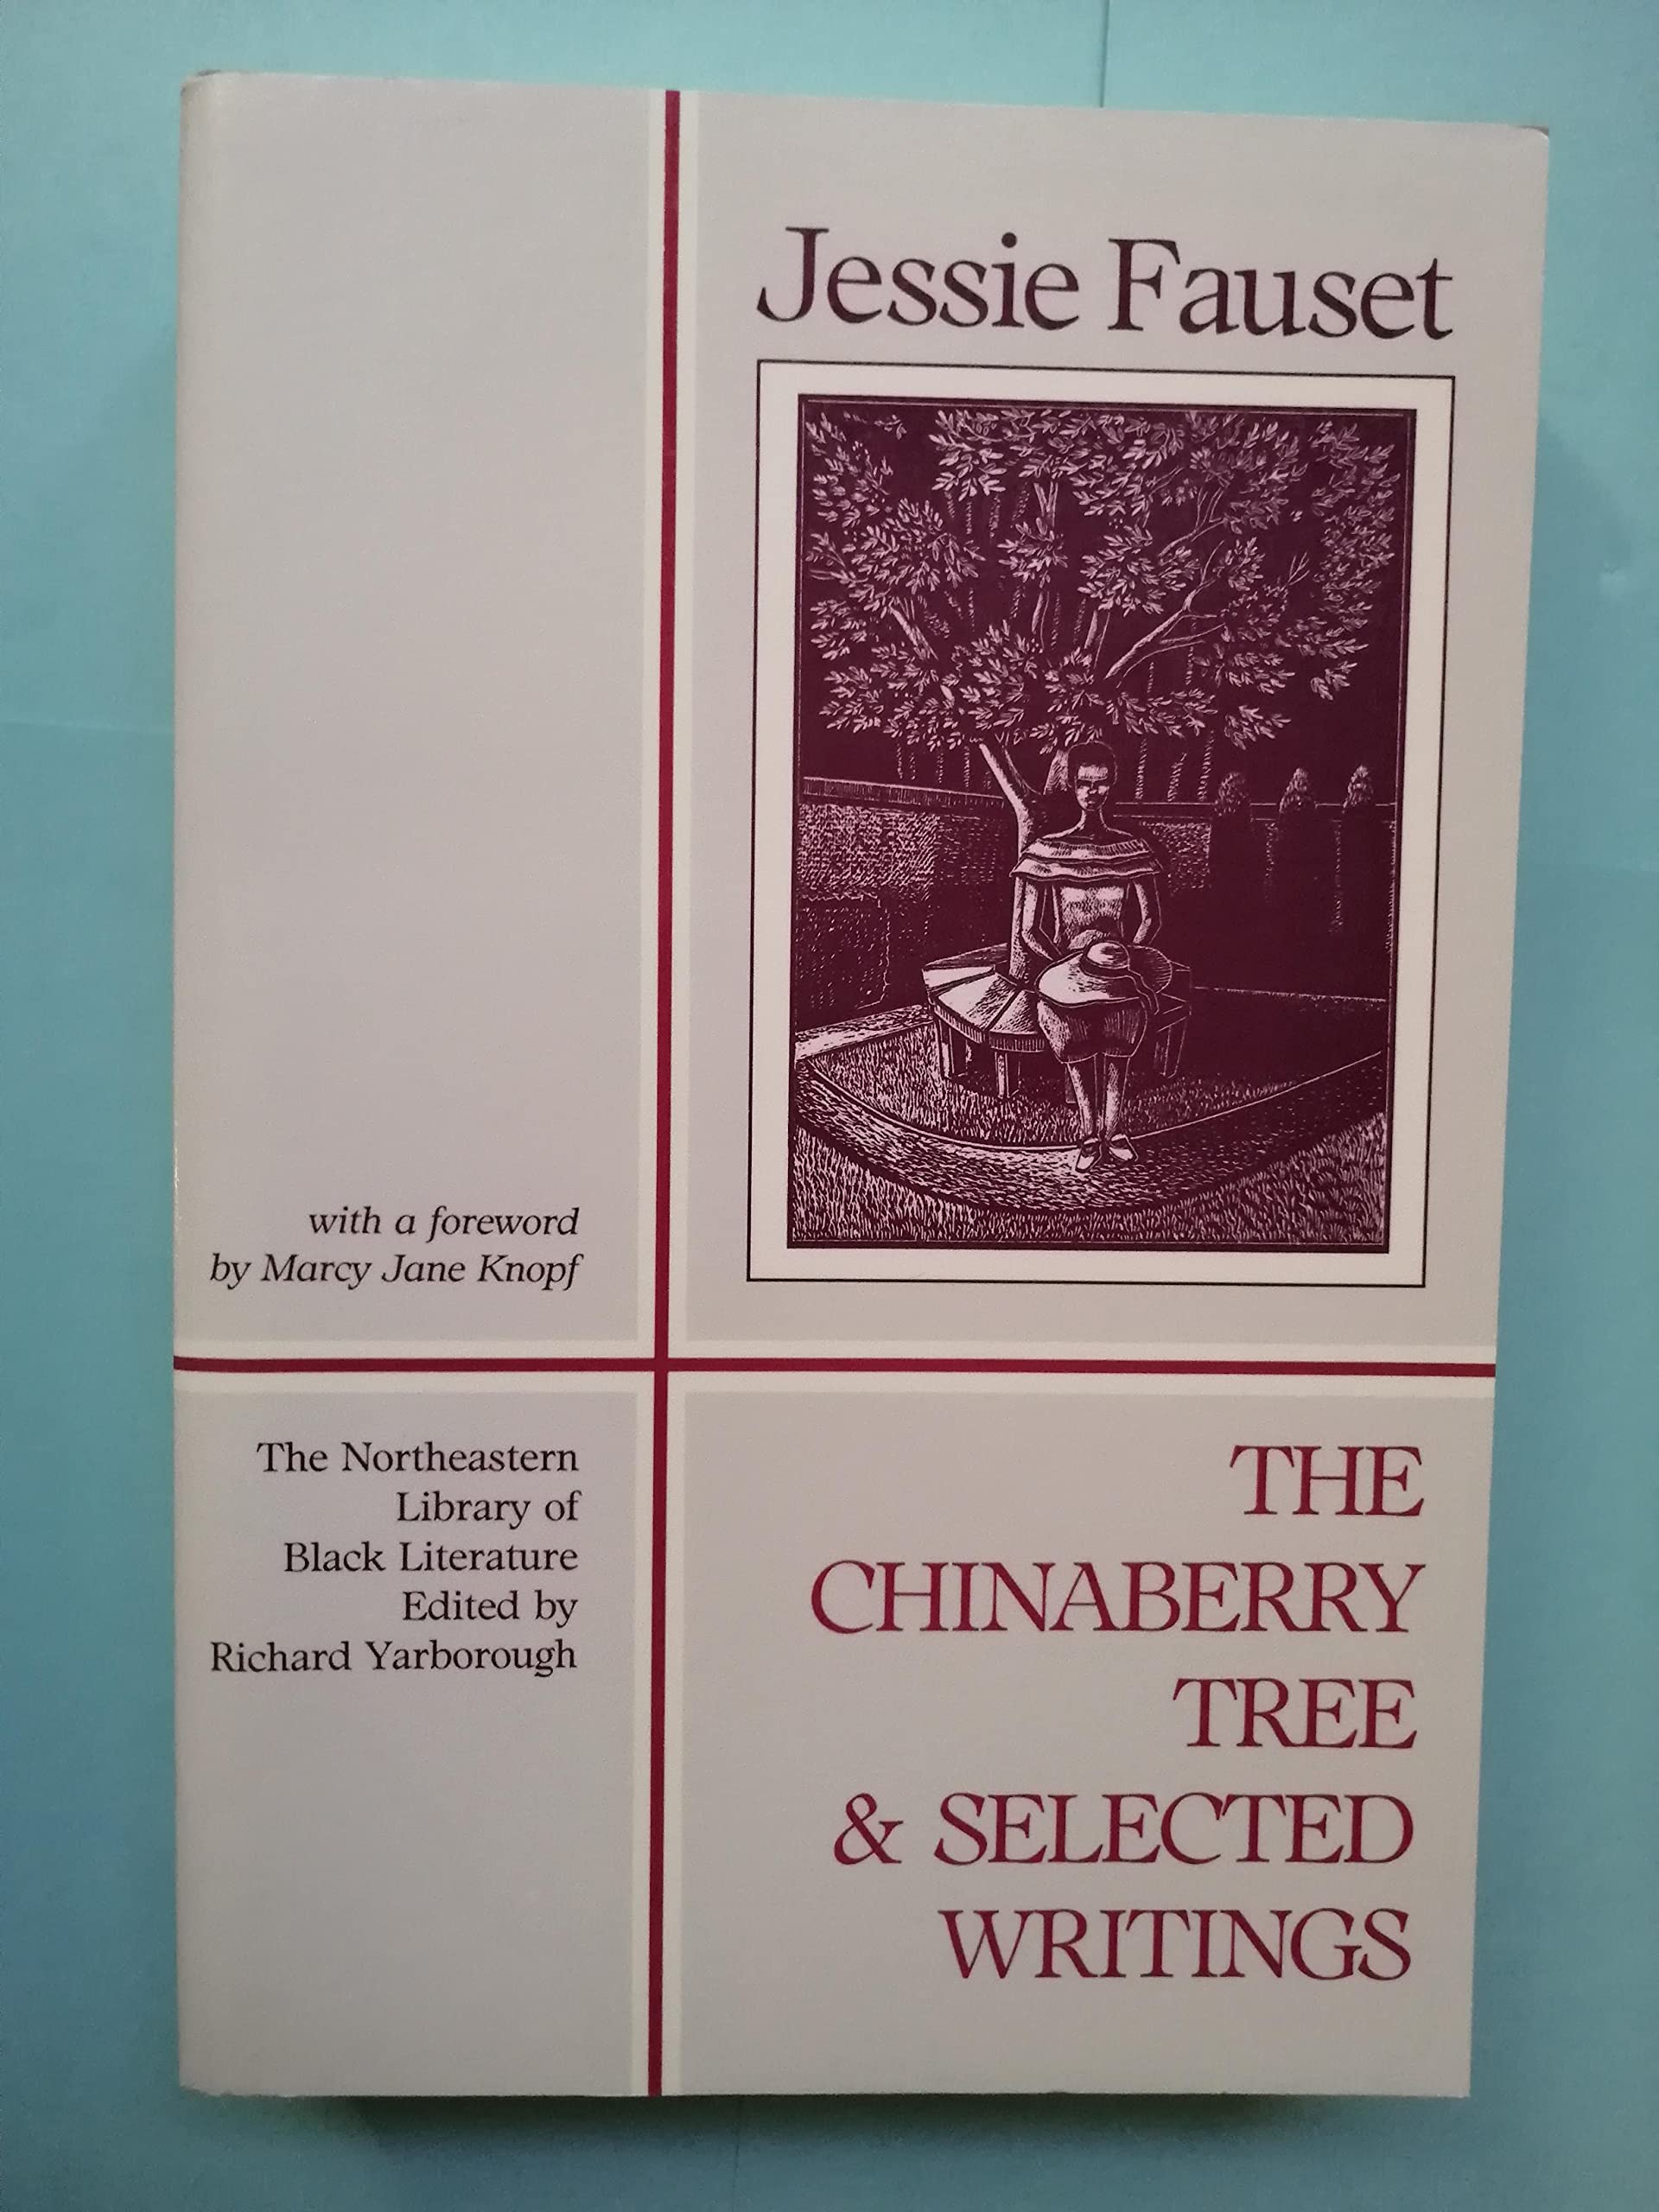 Jessie Fauset
with a foreword
by Marcy Jane Knopf
The Northeastern
Library of
Black Literature
Edited by
Richard Yarborough
THE
CHINABERRY
TREE
& SELECTED
WRITINGS